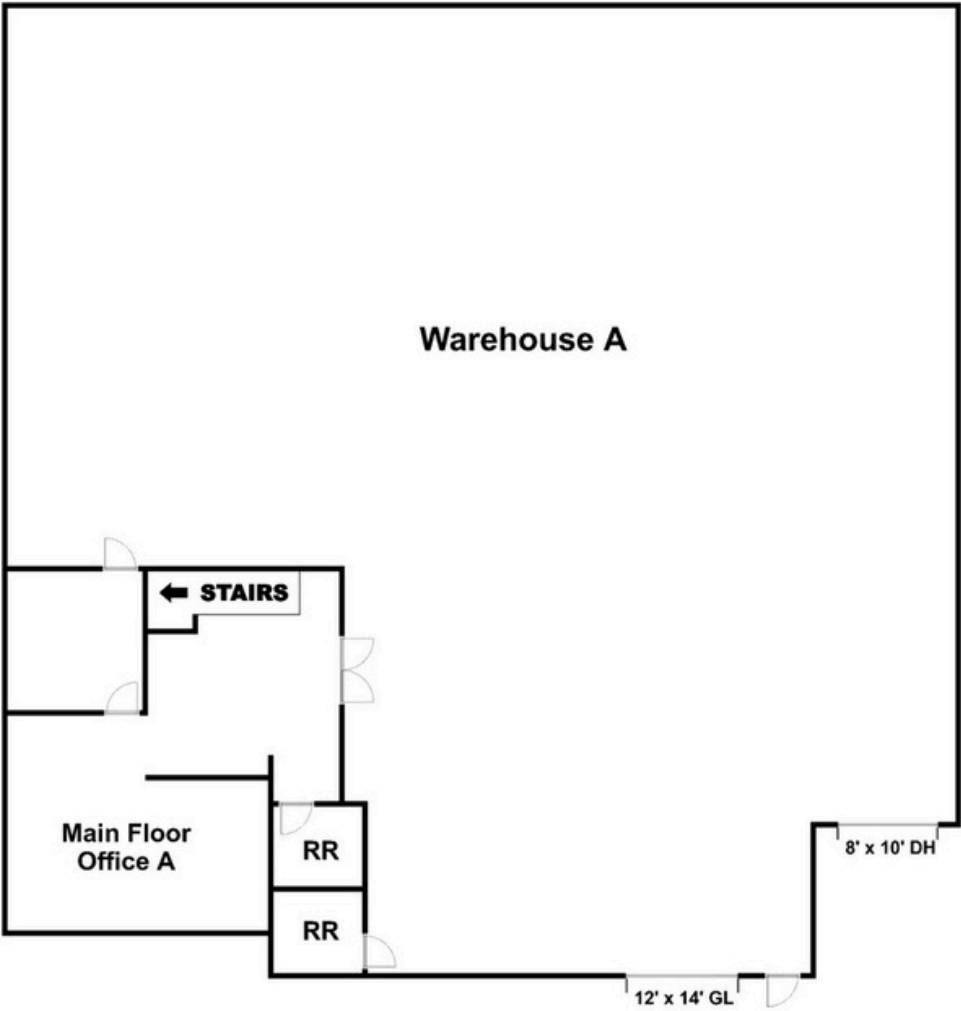 Warehouse A
STAIRS
Main Floor
Office A
RR
8' x 10' DH
RR
12' x 14' GL